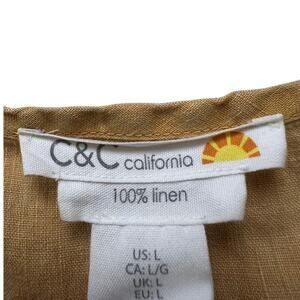 C&C california
100% linen
US: L
CA: L/G
UK: L
EU: L